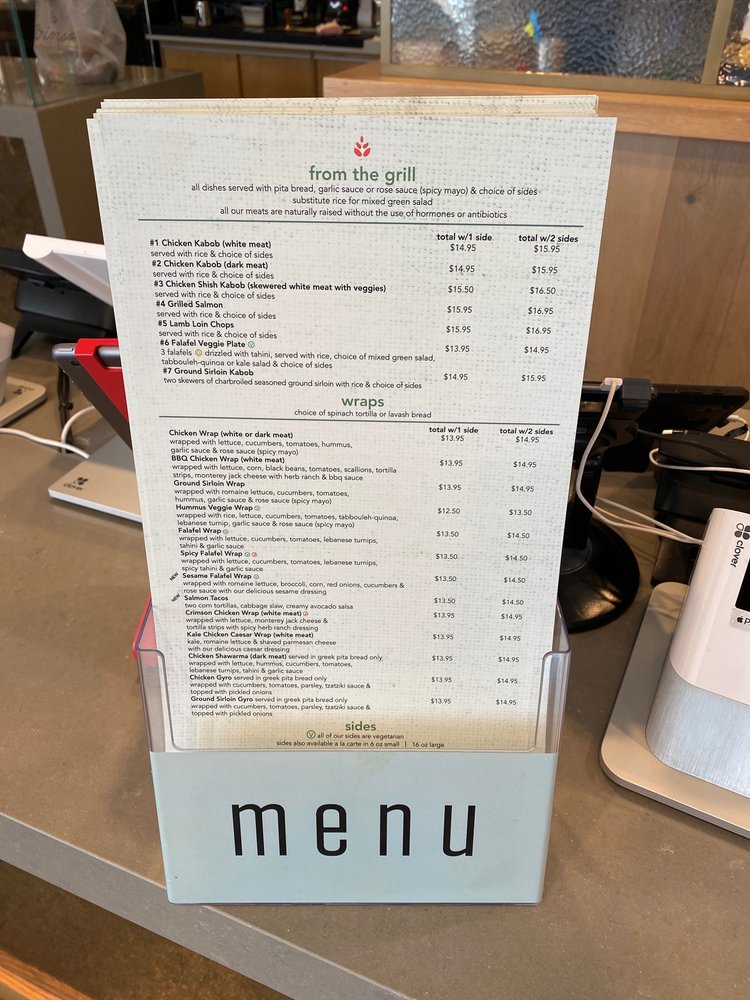 from the grill
all dishes served with pita bread, garlic sauce or rose sauce (spicy mayo) & choice of sides
substitute rice for mixed green salad
all our meats are naturally raised without the use of hormones or antibiotics
total w/1 side total w/2 sides
#1 Chicken Kabob (white meat) $14.95 $15.95
served with rice & choice of sides
#2 Chicken Kabob (dark meat) $14.95 $15.95
served with rice & choice of sides
#3 Chicken Shish Kabob (skewered white meat with veggies) $15.50 $16.50
served with rice & choice of sides
#4 Grilled Salmon $15.95 $16.95
served with rice & choice of sides
#5 Lamb Loin Chops $15.95 $16.95
served with rice & choice of sides
#6 Falafel Veggie Plate V $13.95 $14.95
3 falafels drizzled with tahini, served with rice, choice of mixed green salad,
tabbouleh-quinoa or kale salad & choice of sides
#7 Ground Sirloin Kabob $14.95 $15.95
two skewers of charbroiled seasoned ground sirloin with rice & choice of sides
wraps
choice of spinach tortilla or lavash bread
total w/1 side total w/2 sides
Chicken Wrap (white or dark meat) $13.95 $14.95
wrapped with lettuce, cucumbers, tomatoes, hummus,
garlic sauce & rose sauce (spicy mayo)
BBQ Chicken Wrap (white meat) $13.95 $14.95
wrapped with lettuce, corn, black beans, tomatoes, scallions, tortilla
strips, monterey jack cheese with herb ranch & bbq sauce
Ground Sirloin Wrap $13.95 $14.95
wrapped with romaine lettuce, cucumbers, tomatoes,
hummus, garlic sauce & rose sauce (spicy mayo)
Hummus Veggie Wrap V $12.50 $13.50
wrapped with rice, lettuce, cucumbers, tomatoes, tabbouleh-quinoa,
lebanese turnip, garlic sauce & rose sauce (spicy mayo)
Falafel Wrap V $13.50 $14.50
wrapped with lettuce, cucumbers, tomatoes, lebanese turnips,
tahini & garlic sauce
Spicy Falafel Wrap V $13.50 $14.50
wrapped with lettuce, cucumbers, tomatoes, lebanese turnips,
spicy tahini & garlic sauce
NEW Sesame Falafel Wrap V $13.50 $14.50
wrapped with romaine lettuce, broccoli, corn, red onions, cucumbers &
rose sauce with our delicious sesame dressing
NEW Salmon Tacos $13.50 $14.50
two corn tortillas, cabbage slaw, creamy avocado salsa
Crimson Chicken Wrap (white meat) $13.95 $14.95
wrapped with lettuce, monterey jack cheese &
tortilla strips with spicy herb ranch dressing
Kale Chicken Caesar Wrap (white meat) $13.95 $14.95
kale, romaine lettuce & shaved parmesan cheese
with our delicious caesar dressing
Chicken Shawarma (dark meat) served in greek pita bread only $13.95 $14.95
wrapped with lettuce, hummus, cucumbers, tomatoes,
lebanese turnips, tahini & garlic sauce
Chicken Gyro served in greek pita bread only $13.95 $14.95
wrapped with cucumbers, tomatoes, parsley, tzatziki sauce &
topped with pickled onions
Ground Sirloin Gyro served in greek pita bread only $13.95 $14.95
wrapped with cucumbers, tomatoes, parsley, tzatziki sauce &
topped with pickled onions
sides
V all of our sides are vegetarian
sides also available a la carte in 6 oz small | 16 oz large
menu
clover
clover